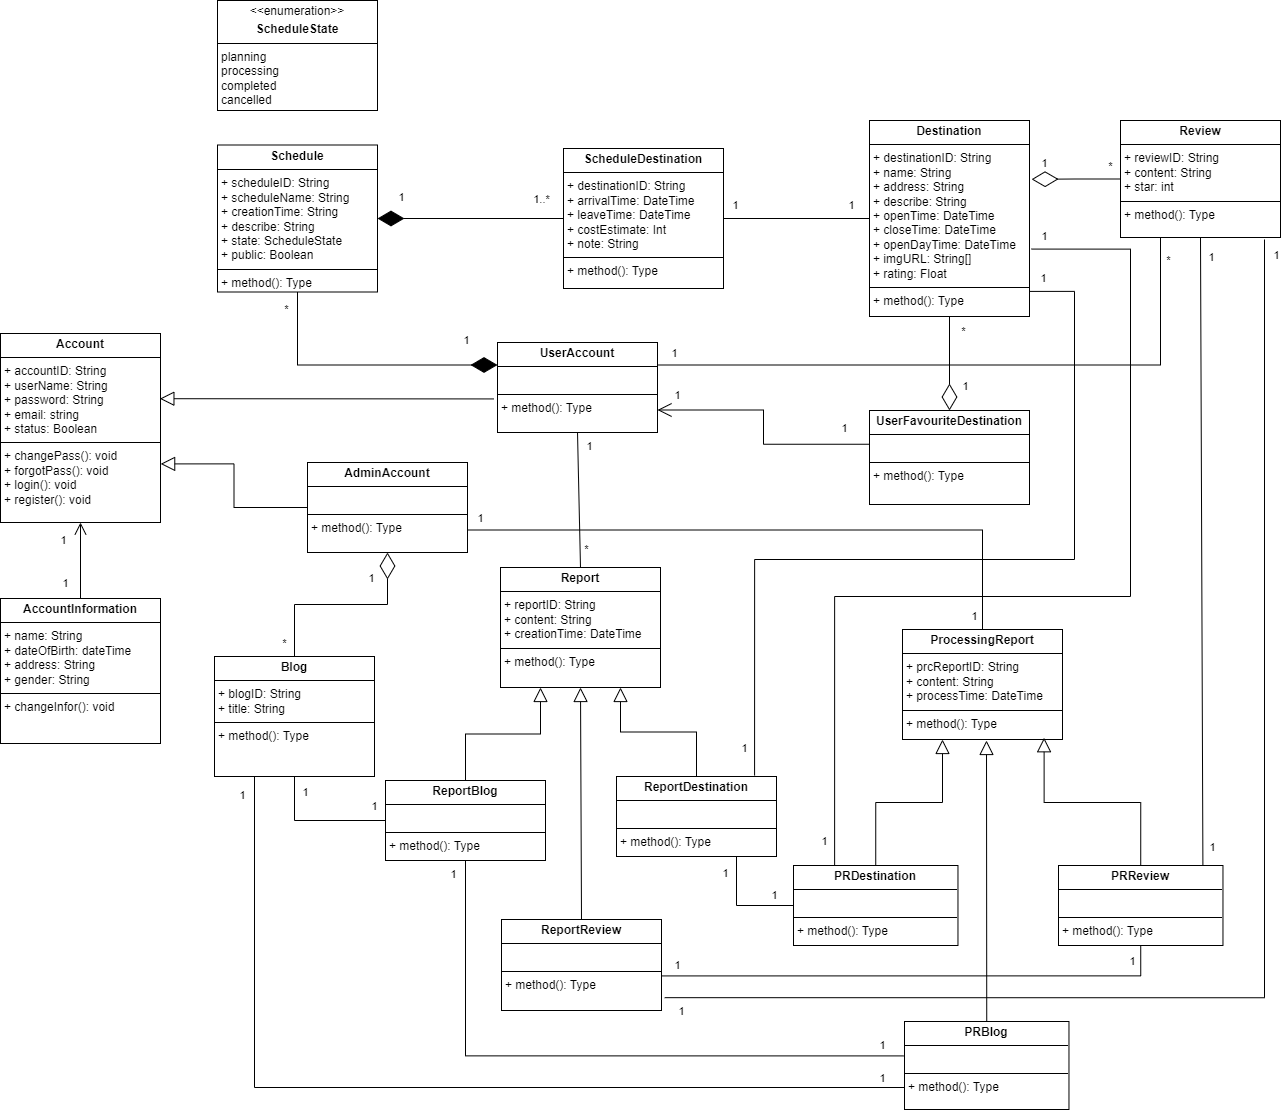 <<enumeration>>
ScheduleState
planning
processing
completed
cancelled
Schedule
+ scheduleID: String
+ scheduleName: String
+ creationTime: String
+ describe: String
+ state: ScheduleState
+ public: Boolean
+ method(): Type
1
1..*
ScheduleDestination
+ destinationID: String
+ arrivalTime: DateTime
+ leaveTime: DateTime
+ costEstimate: Int
+ note: String
+ method(): Type
1
1
Destination
+ destinationID: String
+ name: String
+ address: String
+ describe: String
+ openTime: DateTime
+ closeTime: DateTime
+ openDayTime: DateTime
+ imgURL: String[]
+ rating: Float
+ method(): Type
1
*
1
1
Review
+ reviewID: String
+ content: String
+ star: int
+ method(): Type
*
1
1
*
1
*
1
Account
+ accountID: String
+ userName: String
+ password: String
+ email: string
+ status: Boolean
+ changePass(): void
+ forgotPass(): void
+ login(): void
+ register(): void
UserAccount
+ method(): Type
1
1
1
1
UserFavouriteDestination
+ method(): Type
AdminAccount
+ method(): Type
1
1
1
1
*
AccountInformation
+ name: String
+ dateOfBirth: dateTime
+ address: String
+ gender: String
+ changeInfor(): void
1
*
Blog
+ blogID: String
+ title: String
+ method(): Type
Report
+ reportID: String
+ content: String
+ creationTime: DateTime
+ method(): Type
1
ProcessingReport
+ prcReportID: String
+ content: String
+ processTime: DateTime
+ method(): Type
1
1
1
ReportBlog
+ method(): Type
1
1
ReportDestination
+ method(): Type
1
1
1
PRDestination
+ method(): Type
1
PRReview
+ method(): Type
1
1
ReportReview
+ method(): Type
1
1
PRBlog
+ method(): Type
1
1